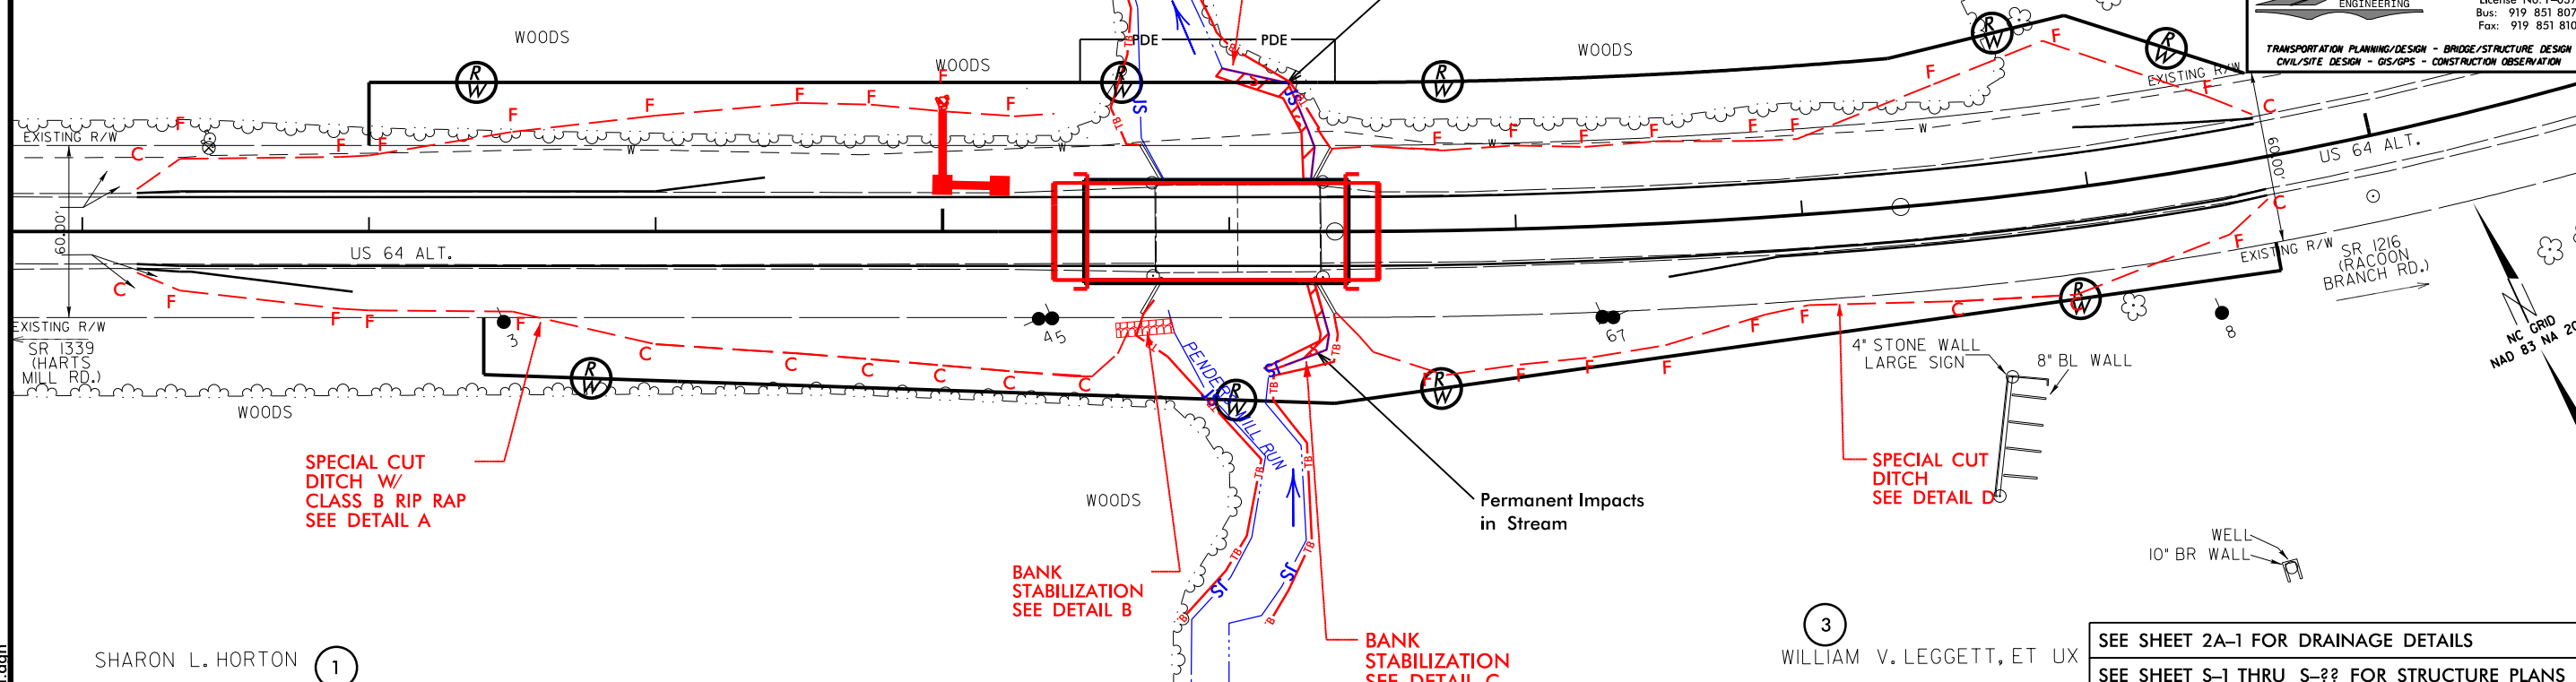 ENGINEERING
Bus: 919 851 807
Fax: 919 851 810
TRANSPORTATION PLANNING/DESIGN - BRIDGE/STRUCTURE DESIGN
CIVIL/SITE DESIGN - GIS/GPS - CONSTRUCTION OBSERVATION
WOODS
WOODS
PDE
PDE
WOODS
EXISTING R/W
EXISTING R/W
60.00'
60.00'
US 64 ALT.
US 64 ALT.
EXISTING R/W
EXISTING R/W
SR 1339
(HARTS
MILL RD.)
SR 1216
(RACOON
BRANCH RD.)
NC GRID
NAD 83 NA 20
3
45
67
8
WOODS
PENDERS MILL RUN
4" STONE WALL
LARGE SIGN
8" BL WALL
SPECIAL CUT
DITCH W/
CLASS B RIP RAP
SEE DETAIL A
WOODS
Permanent Impacts
in Stream
SPECIAL CUT
DITCH
SEE DETAIL D
WELL
10" BR WALL
BANK
STABILIZATION
SEE DETAIL B
BANK
STABILIZATION
SEE DETAIL C
SHARON L. HORTON
1
3
WILLIAM V. LEGGETT, ET UX
SEE SHEET 2A-1 FOR DRAINAGE DETAILS
SEE SHEET S-1 THRU S-?? FOR STRUCTURE PLANS